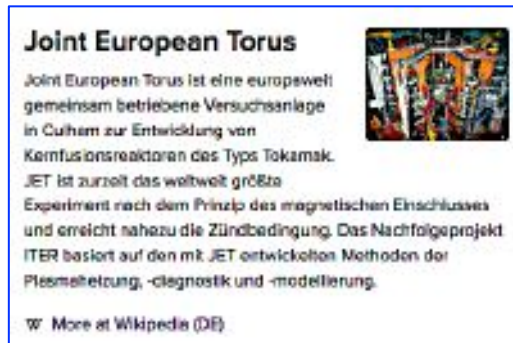 Joint European Torus
Joint European Torus ist eine europaweit
gemeinsam betriebene Versuchsanlage
in Culham zur Entwicklung von
Kernfusionsreaktoren des Typs Tokamak.
JET ist zurzeit das weltweit größte
Experiment nach dem Prinzip des magnetischen Einschlusses
und erreicht nahezu die Zündbedingung. Das Nachfolgeprojekt
ITER basiert auf den mit JET entwickelten Methoden der
Plasmaheizung, -diagnostik und -modellierung.
W More at Wikipedia (DE)